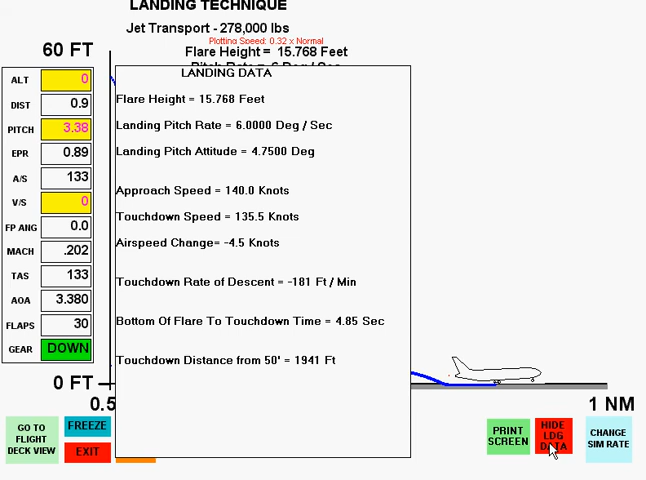 LANDING TECHNIQUE
Jet Transport - 278,000 lbs
Plotting Speed: 0.32 x Normal
60 FT
Flare Height = 15.768 Feet
LANDING DATA
Flare Height = 15.768 Feet
Landing Pitch Rate = 6.0000 Deg / Sec
Landing Pitch Attitude = 4.7500 Deg
Approach Speed = 140.0 Knots
Touchdown Speed = 135.5 Knots
Airspeed Change= -4.5 Knots
Touchdown Rate of Descent = -181 Ft / Min
Bottom Of Flare To Touchdown Time = 4.85 Sec
Touchdown Distance from 50' = 1941 Ft
ALT 0
DIST 0.9
PITCH 3.38
EPR 0.89
A/S 133
V/S 0
FP ANG 0.0
MACH .202
TAS 133
AOA 3.380
FLAPS 30
GEAR DOWN
0 FT
0.5
1 NM
GO TO
FLIGHT
DECK VIEW
FREEZE
EXIT
PRINT
SCREEN
HIDE
LDG
DATA
CHANGE
SIM RATE